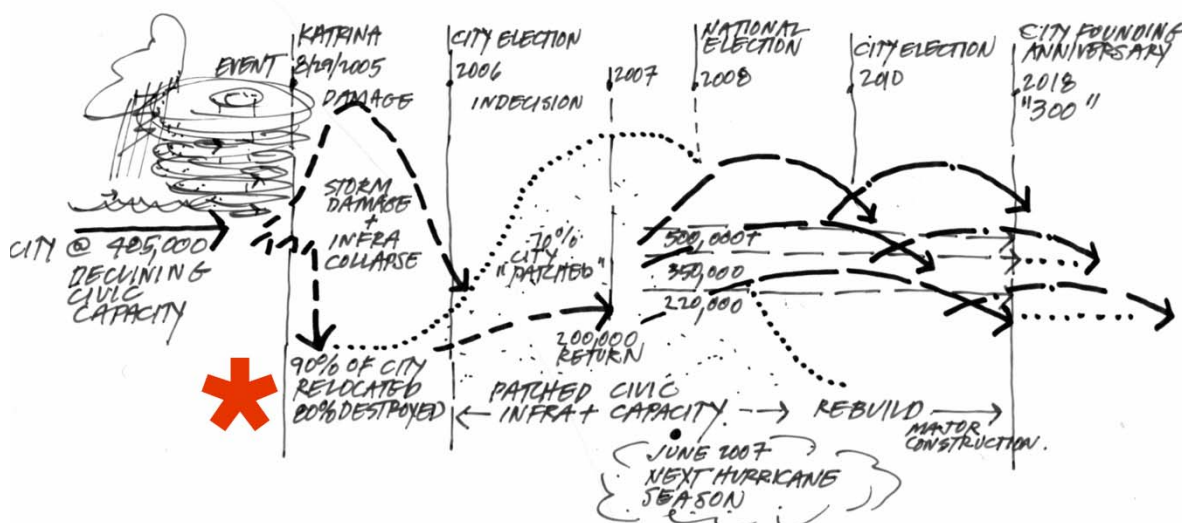 EVENT
KATRINA
8/29/2005
DAMAGE
CITY ELECTION
2006
INDECISION
2007
NATIONAL
ELECTION
2008
CITY ELECTION
2010
CITY FOUNDING
ANNIVERSARY
2018
"300"
CITY @ 485,000
DECLINING
CIVIC
CAPACITY
STORM
DAMAGE
+
INFRA
COLLAPSE
70%
CITY
"PATCHED"
500,000+
350,000
220,000
200,000
RETURN
90% OF CITY
RELOCATED
80% DESTROYED
PATCHED CIVIC
INFRA + CAPACITY
REBUILD
MAJOR
CONSTRUCTION.
JUNE 2007
NEXT HURRICANE
SEASON